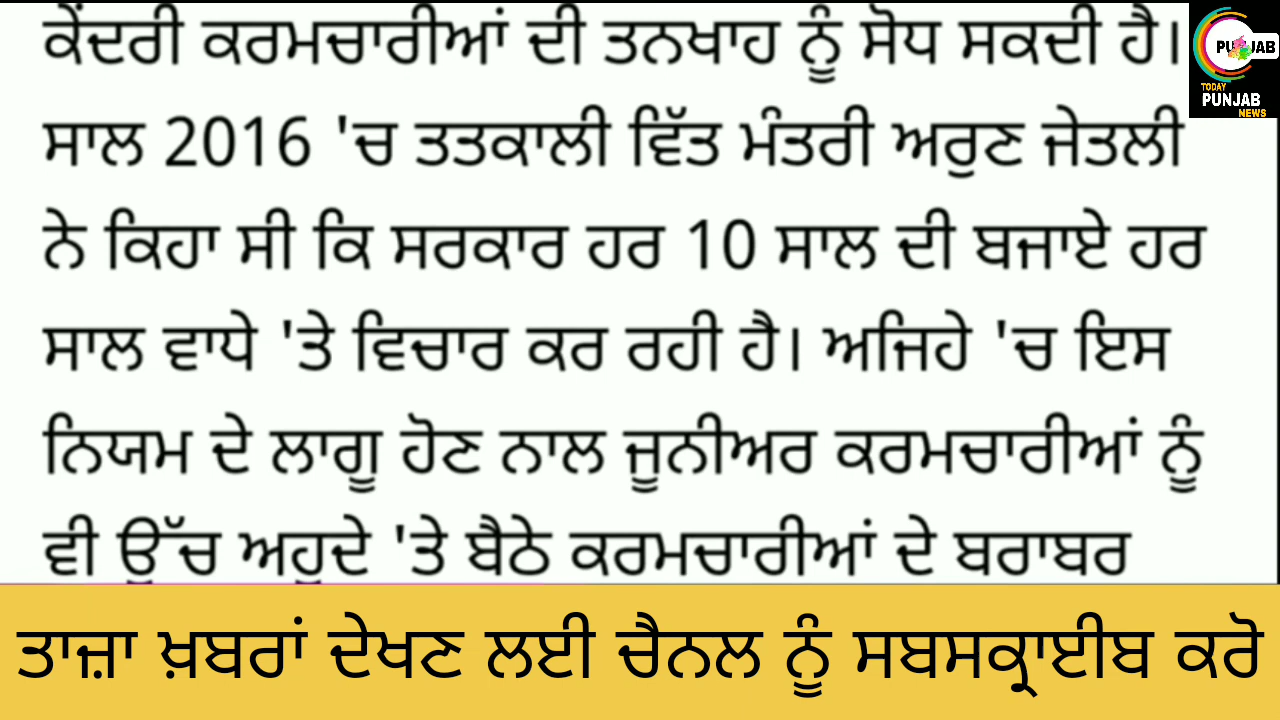 ਕੇਂਦਰੀ ਕਰਮਚਾਰੀਆਂ ਦੀ ਤਨਖਾਹ ਨੂੰ ਸੋਧ ਸਕਦੀ ਹੈ।
ਸਾਲ 2016 'ਚ ਤਤਕਾਲੀ ਵਿੱਤ ਮੰਤਰੀ ਅਰੁਣ ਜੇਤਲੀ
ਨੇ ਕਿਹਾ ਸੀ ਕਿ ਸਰਕਾਰ ਹਰ 10 ਸਾਲ ਦੀ ਬਜਾਏ ਹਰ
ਸਾਲ ਵਾਧੇ 'ਤੇ ਵਿਚਾਰ ਕਰ ਰਹੀ ਹੈ। ਅਜਿਹੇ 'ਚ ਇਸ
ਨਿਯਮ ਦੇ ਲਾਗੂ ਹੋਣ ਨਾਲ ਜੂਨੀਅਰ ਕਰਮਚਾਰੀਆਂ ਨੂੰ
ਵੀ ਉੱਚ ਅਹੁਦੇ 'ਤੇ ਬੈਠੇ ਕਰਮਚਾਰੀਆਂ ਦੇ ਬਰਾਬਰ
PUNJAB
TODAY
PUNJAB
NEWS
ਤਾਜ਼ਾ ਖ਼ਬਰਾਂ ਦੇਖਣ ਲਈ ਚੈਨਲ ਨੂੰ ਸਬਸਕ੍ਰਾਈਬ ਕਰੋ